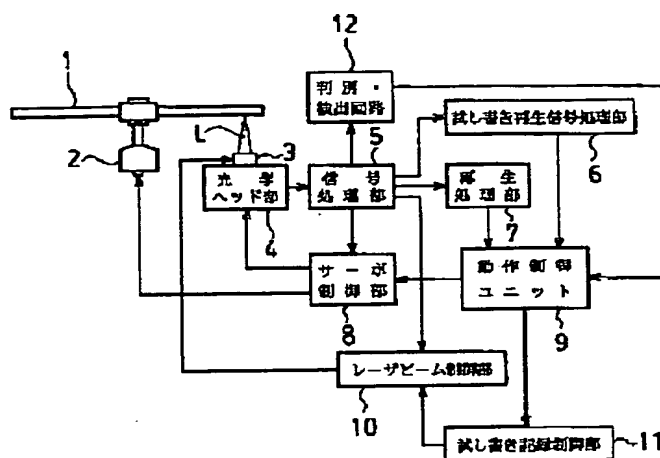 12
1
判別・
検出回路
L
3
5
試し書き再生信号処理部
2
光学
ヘッド部
信号
処理部
再生
処理部
6
4
7
サーボ
制御部
動作制御
ユニット
8
9
レーザビーム制御部
10
試し書き記録制御部
11